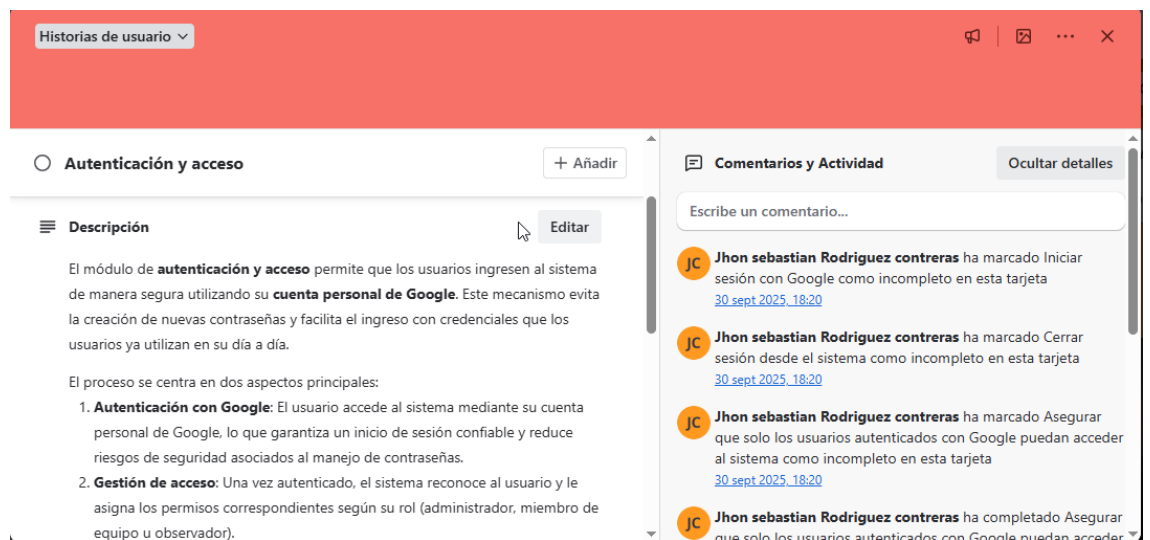 Historias de usuario
Autenticación y acceso
+ Añadir
Descripción
Editar
El módulo de autenticación y acceso permite que los usuarios ingresen al sistema
de manera segura utilizando su cuenta personal de Google. Este mecanismo evita
la creación de nuevas contraseñas y facilita el ingreso con credenciales que los
usuarios ya utilizan en su día a día.
El proceso se centra en dos aspectos principales:
1. Autenticación con Google: El usuario accede al sistema mediante su cuenta
personal de Google, lo que garantiza un inicio de sesión confiable y reduce
riesgos de seguridad asociados al manejo de contraseñas.
2. Gestión de acceso: Una vez autenticado, el sistema reconoce al usuario y le
asigna los permisos correspondientes según su rol (administrador, miembro de
equipo u observador).
Comentarios y Actividad
Ocultar detalles
Escribe un comentario...
JC
Jhon sebastian Rodriguez contreras ha marcado Iniciar
sesión con Google como incompleto en esta tarjeta
30 sept 2025, 18:20
JC
Jhon sebastian Rodriguez contreras ha marcado Cerrar
sesión desde el sistema como incompleto en esta tarjeta
30 sept 2025, 18:20
JC
Jhon sebastian Rodriguez contreras ha marcado Asegurar
que solo los usuarios autenticados con Google puedan acceder
al sistema como incompleto en esta tarjeta
30 sept 2025, 18:20
JC
Jhon sebastian Rodriguez contreras ha completado Asegurar
que solo los usuarios autenticados con Google puedan acceder